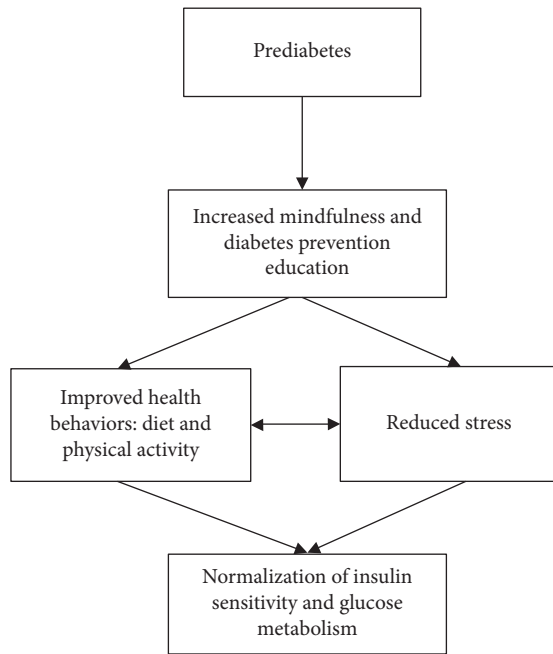 Prediabetes
Increased mindfulness and
diabetes prevention
education
Improved health
behaviors: diet and
physical activity
Reduced stress
Normalization of insulin
sensitivity and glucose
metabolism